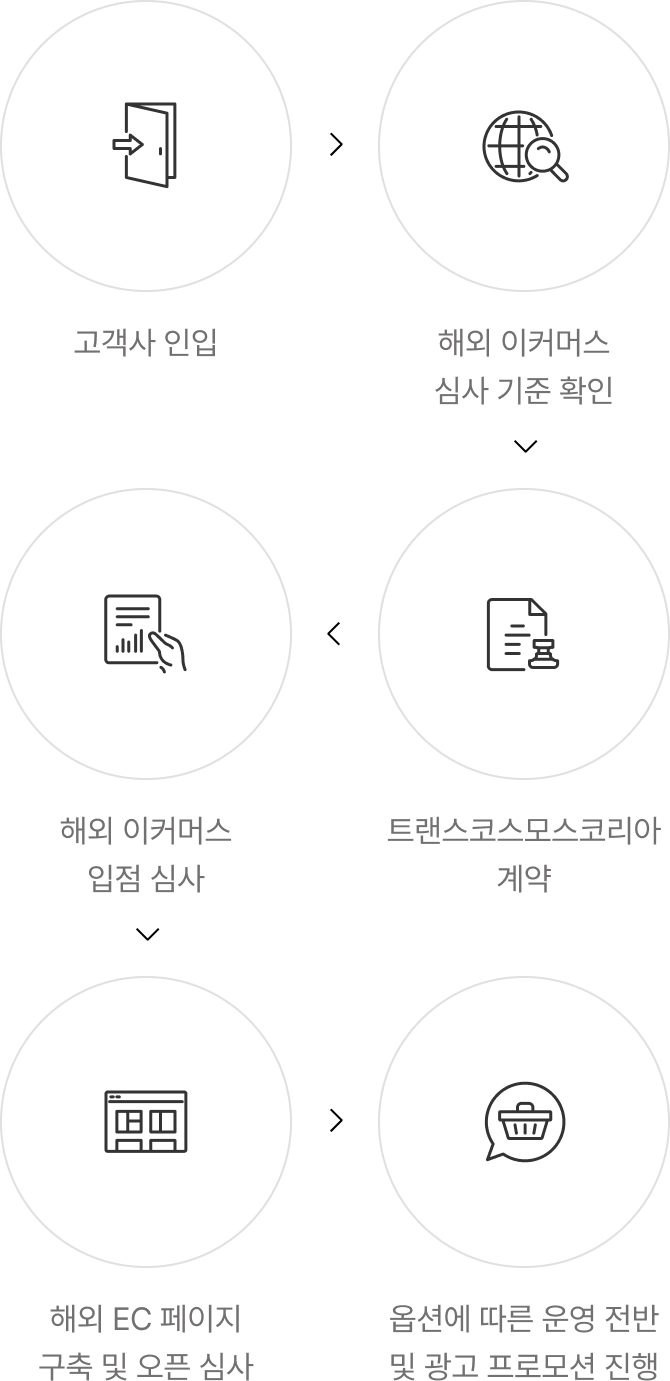 고객사 인입
해외 이커머스
심사 기준 확인
트랜스코스모스코리아
계약
해외 이커머스
입점 심사
해외 EC 페이지
구축 및 오픈 심사
옵션에 따른 운영 전반
및 광고 프로모션 진행